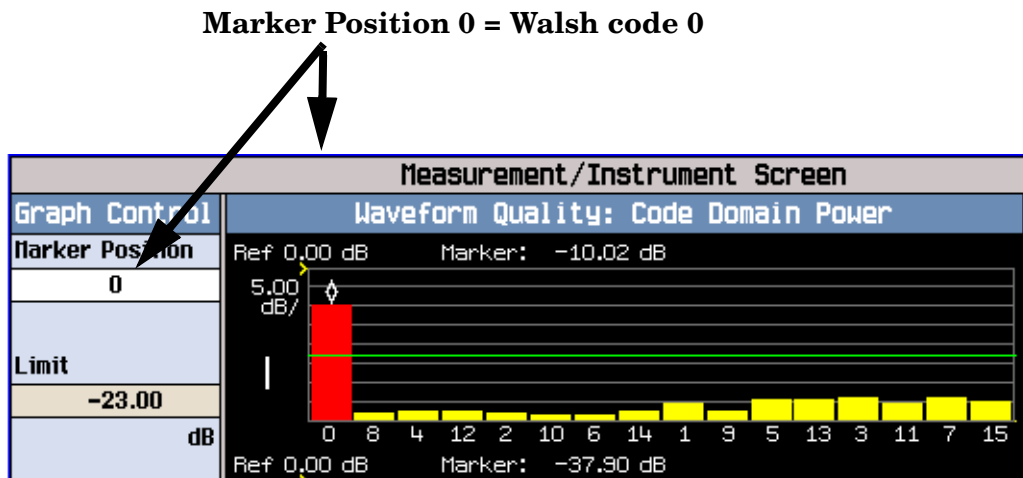 Marker Position 0 = Walsh code 0
Measurement/Instrument Screen
Graph Control
Waveform Quality: Code Domain Power
Marker Position
Ref 0.00 dB Marker: -10.02 dB
0
5.00
dB/
Limit
-23.00
dB
0 8 4 12 2 10 6 14 1 9 5 13 3 11 7 15
Ref 0.00 dB Marker: -37.90 dB